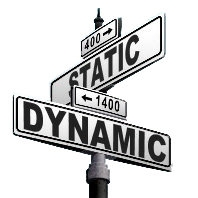 400 →
STATIC
← 1400
DYNAMIC